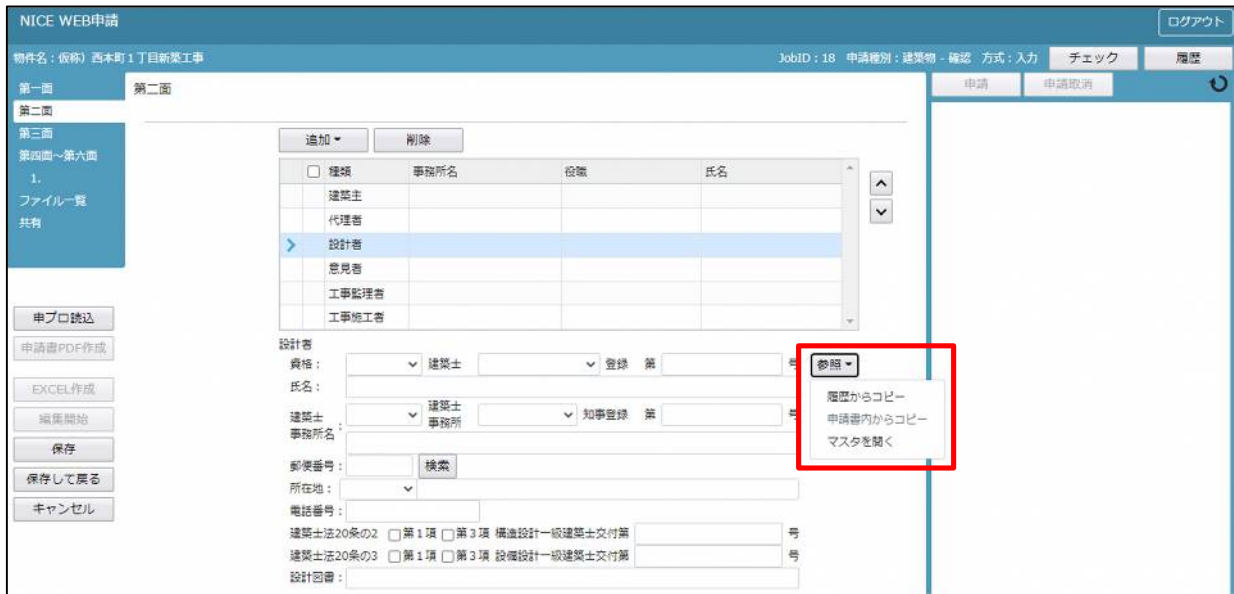 NICE WEB申請
ログアウト
物件名：仮称）西本町１丁目新築工事
JobID：18 申請種別：建築物 - 確認 方式：入力
チェック
履歴
第一面
第二面
第三面
第四面～第六面
1.
ファイル一覧
共有
申プロ読込
申請書PDF作成
EXCEL作成
編集開始
保存
保存して戻る
キャンセル
第二面
追加
削除
種類 事務所名 役職 氏名
建築主
代理者
設計者
意見者
工事監理者
工事施工者
設計者
資格： 建築士 登録 第 号
参照
氏名：
建築士事務所名： 建築士事務所 知事登録 第 号
履歴からコピー
申請書内からコピー
マスタを開く
郵便番号： 検索
所在地：
電話番号：
建築士法20条の2 第１項 第３項 構造設計一級建築士交付第 号
建築士法20条の3 第１項 第３項 設備設計一級建築士交付第 号
設計図書：
申請
申請取消